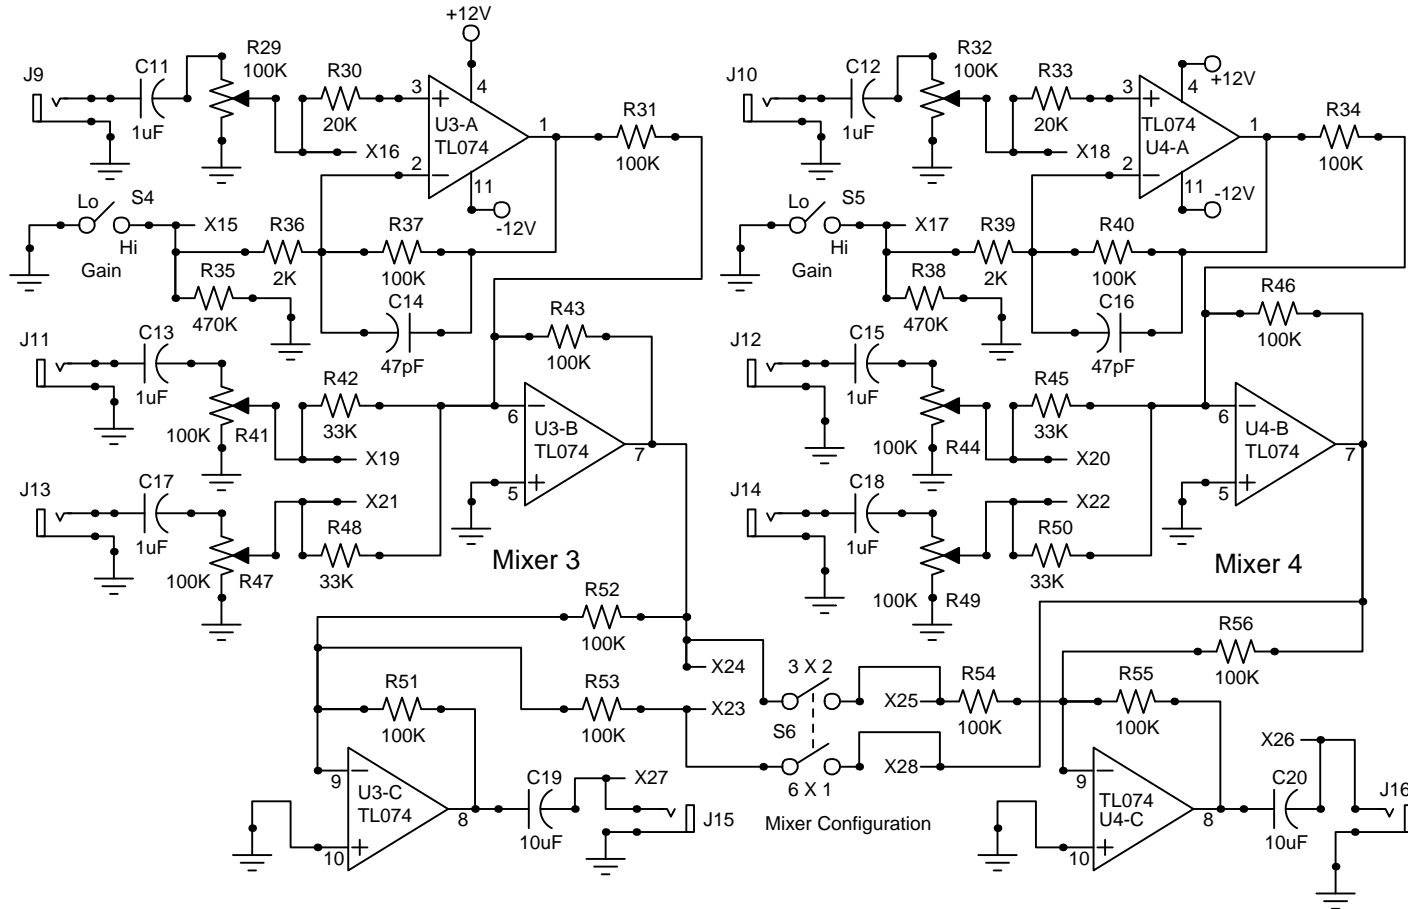 +12V
J9
C11
1uF
R29
100K
R30
20K
3
+
4
U3-A
TL074
2
−
11
-12V
1
R31
100K
X16
Lo
S4
Hi
Gain
X15
R36
2K
R37
100K
R35
470K
C14
47pF
J10
C12
1uF
R32
100K
R33
20K
3
+
4
+12V
TL074
U4-A
2
−
11
-12V
1
R34
100K
X18
Lo
S5
Hi
Gain
X17
R39
2K
R40
100K
R38
470K
C16
47pF
J11
C13
1uF
100K
R41
R42
33K
X19
R43
100K
6
−
U3-B
TL074
5
+
7
J13
C17
1uF
100K
R47
X21
R48
33K
Mixer 3
J12
C15
1uF
100K
R44
R45
33K
X20
R46
100K
6
−
U4-B
TL074
5
+
7
J14
C18
1uF
100K
R49
X22
R50
33K
Mixer 4
R52
100K
X24
R53
100K
X23
R51
100K
9
−
U3-C
TL074
10
+
8
C19
10uF
X27
J15
3 X 2
S6
6 X 1
Mixer Configuration
X25
X28
R54
100K
R55
100K
R56
100K
9
−
TL074
U4-C
10
+
8
C20
10uF
X26
J16